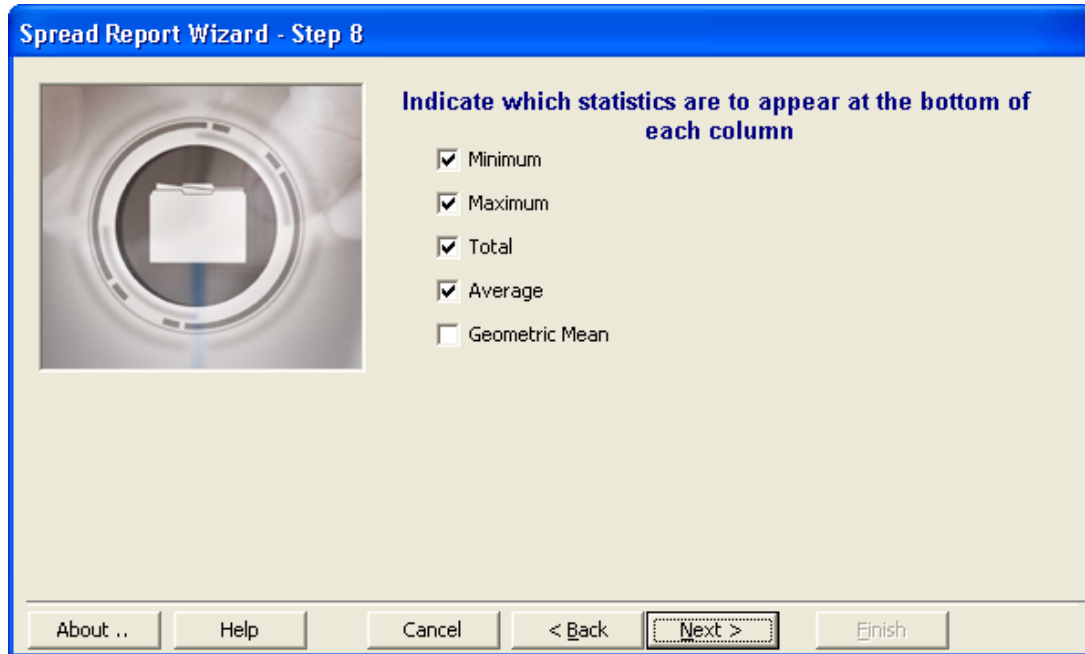 Spread Report Wizard - Step 8
Indicate which statistics are to appear at the bottom of
each column
Minimum
Maximum
Total
Average
Geometric Mean
About ..
Help
Cancel
< Back
Next >
Finish